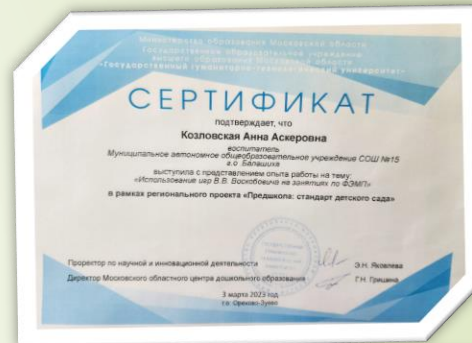 Министерство образования Московской области
Государственное образовательное учреждение
высшего образования Московской области
«Государственный гуманитарно-технологический университет»
СЕРТИФИКАТ
подтверждает, что
Козловская Анна Аскеровна
воспитатель
Муниципальное автономное общеобразовательное учреждение СОШ №15
г.о. Балашиха
выступила с представлением опыта работы на тему:
«Использование игр В.В. Воскобовича на занятиях по ФЭМП»
в рамках регионального проекта «Предшкола: стандарт детского сада»
Проректор по научной и инновационной деятельности Э.Н. Яковлева
Директор Московского областного центра дошкольного образования Г.Н. Гришина
3 марта 2023 год
г.о. Орехово-Зуево